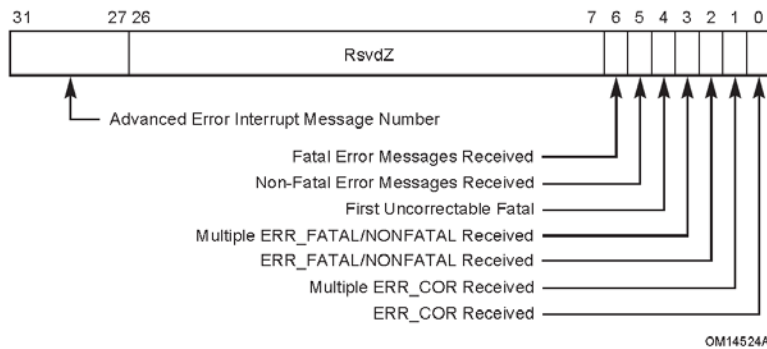 31 27 26 7 6 5 4 3 2 1 0
RsvdZ
Advanced Error Interrupt Message Number
Fatal Error Messages Received
Non-Fatal Error Messages Received
First Uncorrectable Fatal
Multiple ERR_FATAL/NONFATAL Received
ERR_FATAL/NONFATAL Received
Multiple ERR_COR Received
ERR_COR Received
OM14524A